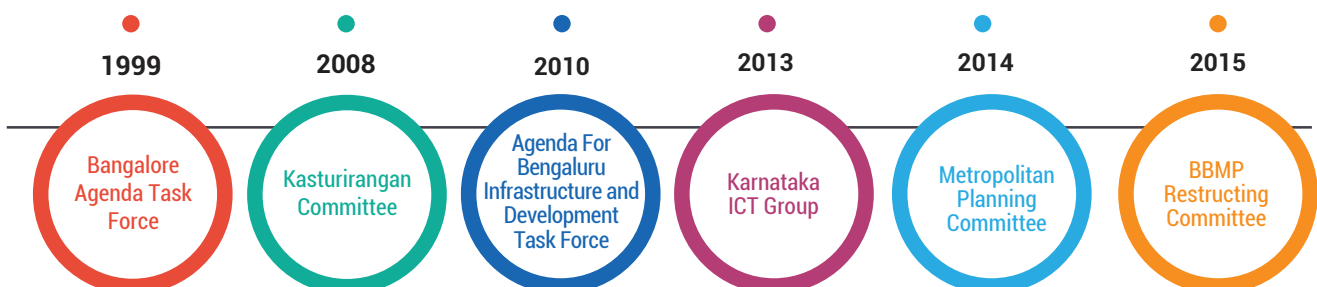 1999
2008
2010
2013
2014
2015
Bangalore
Agenda Task
Force
Kasturirangan
Committee
Agenda For
Bengaluru
Infrastructure and
Development
Task Force
Karnataka
ICT Group
Metropolitan
Planning
Committee
BBMP
Restructing
Committee